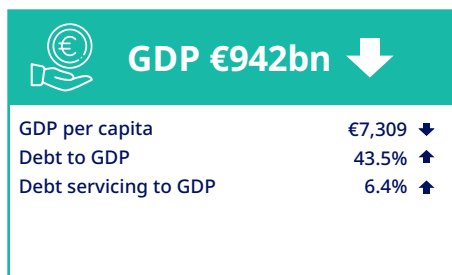 €
GDP €942bn
GDP per capita €7,309
Debt to GDP 43.5%
Debt servicing to GDP 6.4%